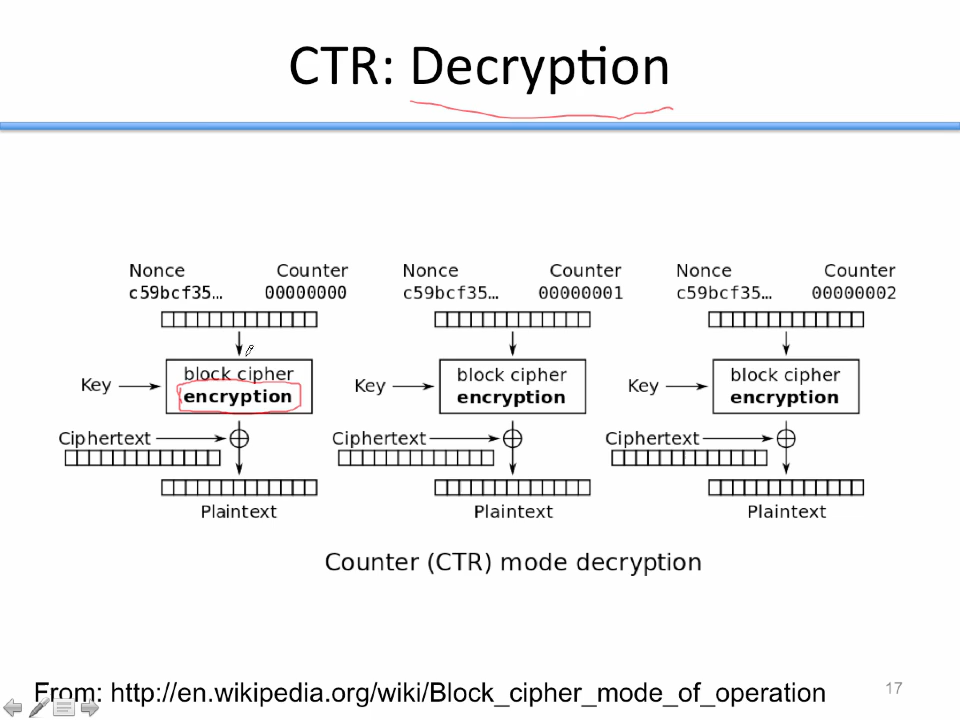 CTR: Decryption
Nonce Counter Nonce Counter Nonce Counter
c59bcf35... 00000000 c59bcf35... 00000001 c59bcf35... 00000002
Key block cipher Key block cipher Key block cipher
encryption encryption encryption
Ciphertext Ciphertext Ciphertext
Plaintext Plaintext Plaintext
Counter (CTR) mode decryption
From: http://en.wikipedia.org/wiki/Block_cipher_mode_of_operation
17